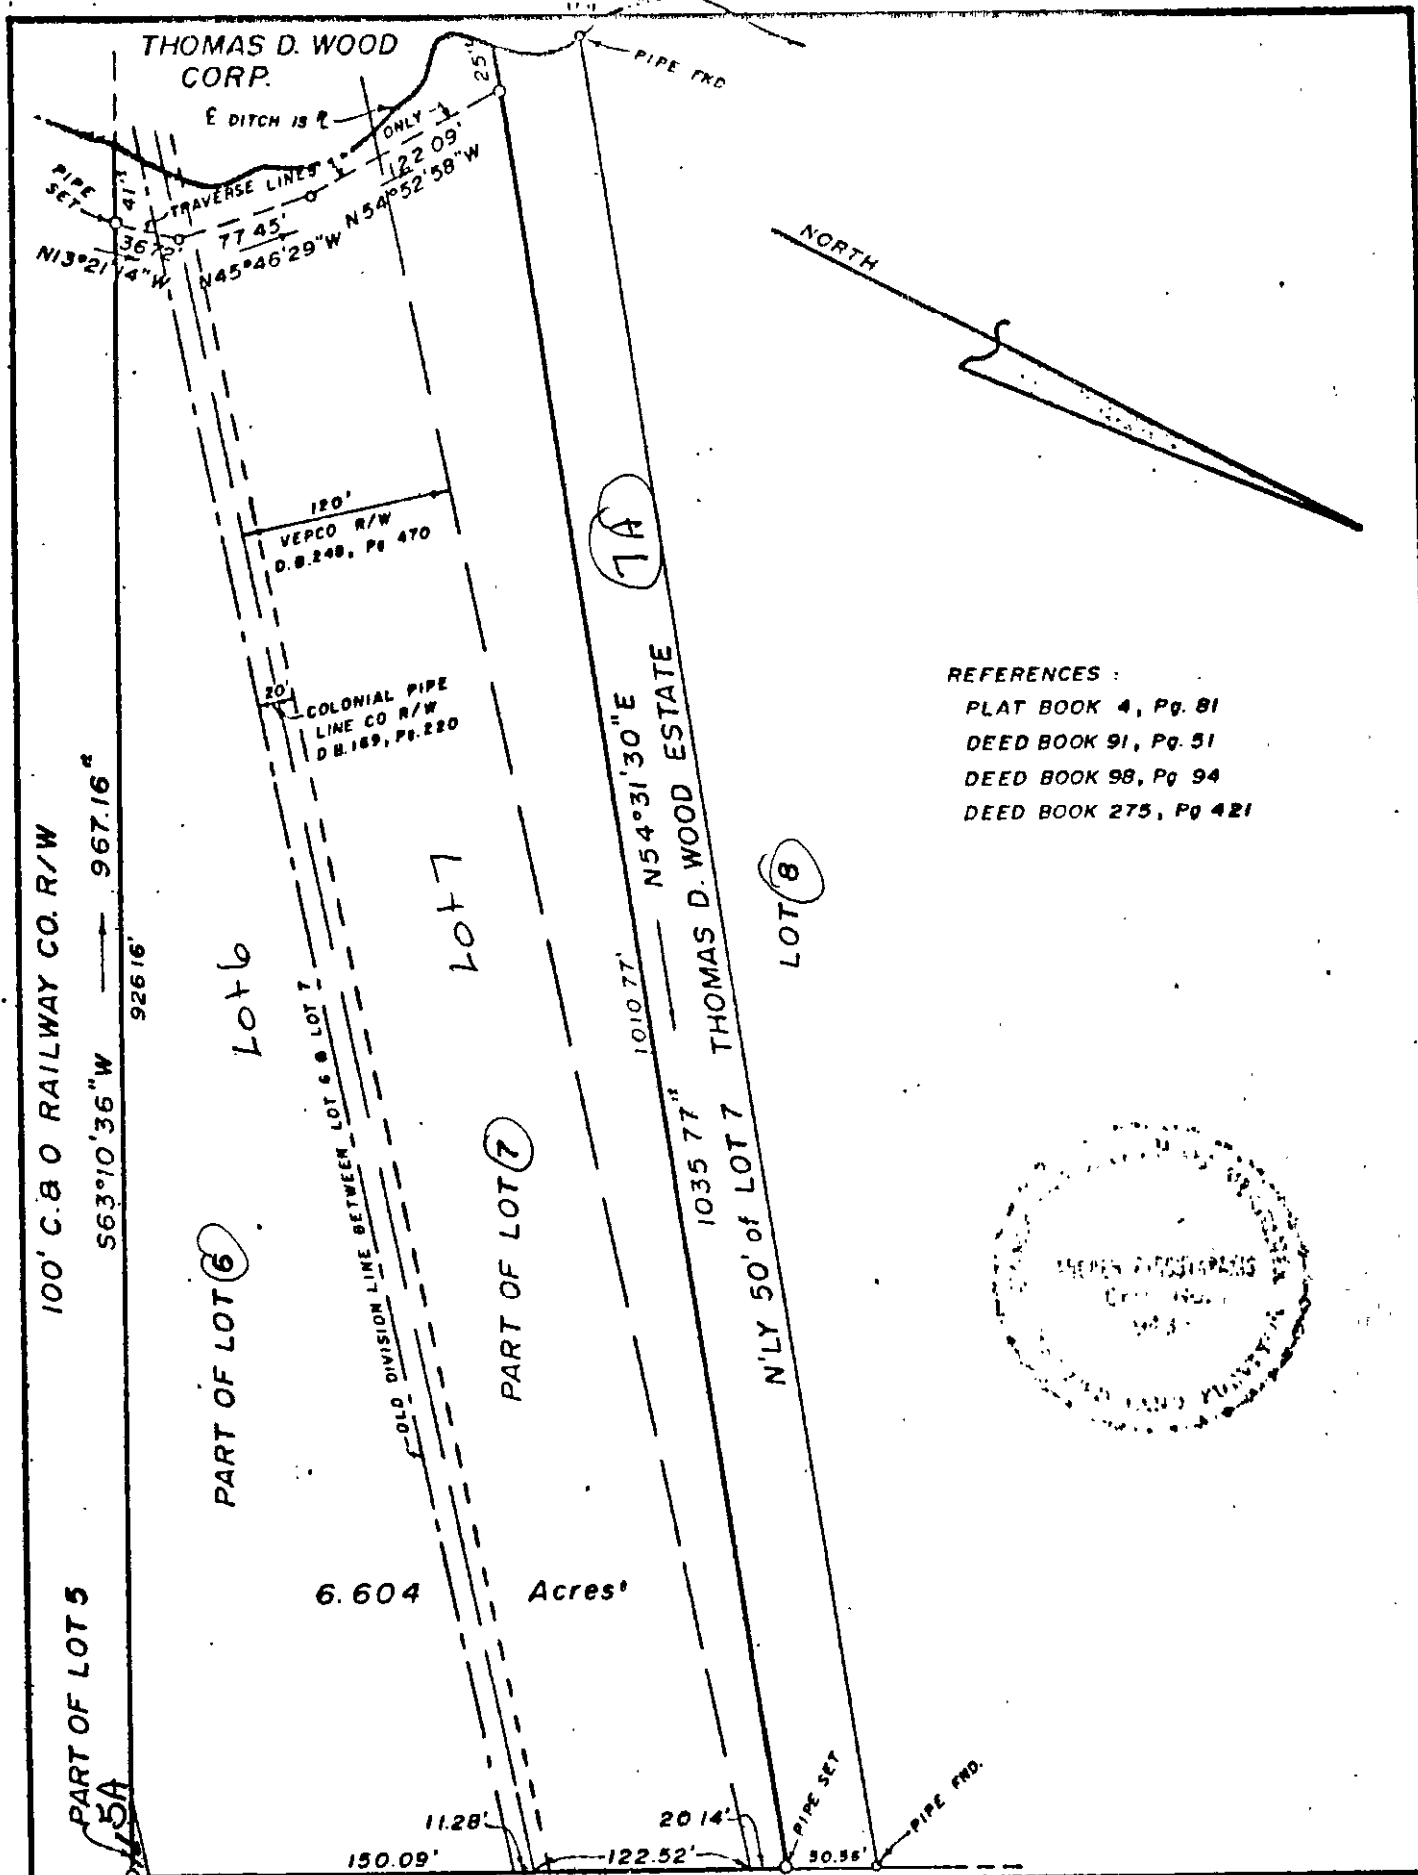 THOMAS D. WOOD
CORP.
DITCH IS
25'±
PIPE FND
ONLY
122.09'
N54°52'58"W
TRAVERSE LINES
77.45'
N45°46'29"W
PIPE
SET
41'±
36.72'
N13°21'14"W
NORTH
120'
VEPCO R/W
D.B.248, Pg 470
20'
COLONIAL PIPE
LINE CO R/W
D.B.169, Pg.220
7A
REFERENCES :
PLAT BOOK 4, Pg. 81
DEED BOOK 91, Pg. 51
DEED BOOK 98, Pg 94
DEED BOOK 275, Pg 421
100' C.&O RAILWAY CO. R/W
S63°10'36"W 967.16'±
926.16'
Lot 6
Lot 7
OLD DIVISION LINE BETWEEN LOT 6 & LOT 7
1010.77'
N54°31'30"E
1035.77'±
THOMAS D. WOOD ESTATE
N'LY 50' of LOT 7
LOT 8
PART OF LOT 6
PART OF LOT 7
6.604 Acres±
PART OF LOT 5
5A
11.28'
20.14'
PIPE SET
PIPE FND.
150.09'
122.52'
50.36'